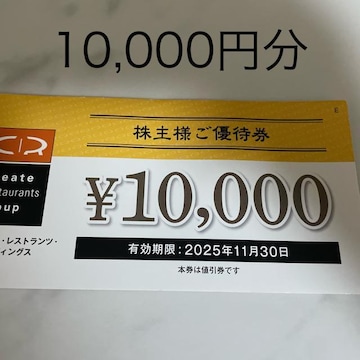 10,000円分
E
株主様ご優待券
eate
taurants
oup
¥10,000
・レストランツ・
ィングス
有効期限:2025年11月30日
本券は値引券です